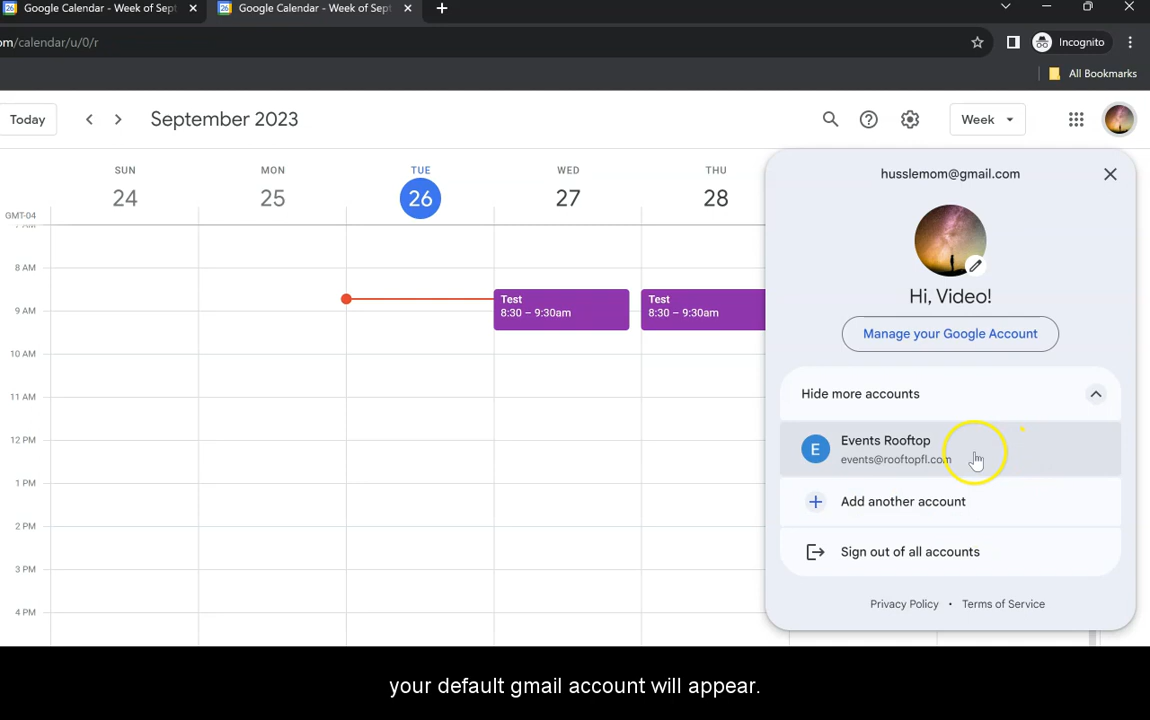 26 Google Calendar - Week of Sept
26 Google Calendar - Week of Sept
om/calendar/u/0/r
Incognito
All Bookmarks
Today
September 2023
Week
SUN MON TUE WED THU
24 25 26 27 28
GMT-04
7 AM
8 AM
9 AM
10 AM
11 AM
12 PM
1 PM
2 PM
3 PM
4 PM
Test
8:30 – 9:30am
Test
8:30 – 9:30am
husslemom@gmail.com
Hi, Video!
Manage your Google Account
Hide more accounts
E
Events Rooftop
events@rooftopfl.com
Add another account
Sign out of all accounts
Privacy Policy • Terms of Service
your default gmail account will appear.